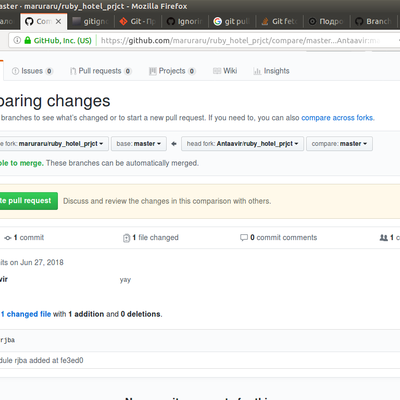 aster · maruraru/ruby_hotel_prjct - Mozilla Firefox
Com
gitigno
Git - Пр
Ignorin
git pull
Git fet
Подро
Branch
GitHub, Inc. (US)
https://github.com/maruraru/ruby_hotel_prjct/compare/master...Antaavir:m
Issues 0
Pull requests 0
Projects 0
Wiki
Insights
paring changes
branches to see what's changed or to start a new pull request. If you need to, you can also compare across forks.
e fork: maruraru/ruby_hotel_prjct
base: master
head fork: Antaavir/ruby_hotel_prjct
compare: master
ble to merge. These branches can be automatically merged.
te pull request
Discuss and review the changes in this comparison with others.
1 commit
1 file changed
0 commit comments
1 c
its on Jun 27, 2018
vir
yay
1 changed file with 1 addition and 0 deletions.
rjba
dule rjba added at fe3ed0